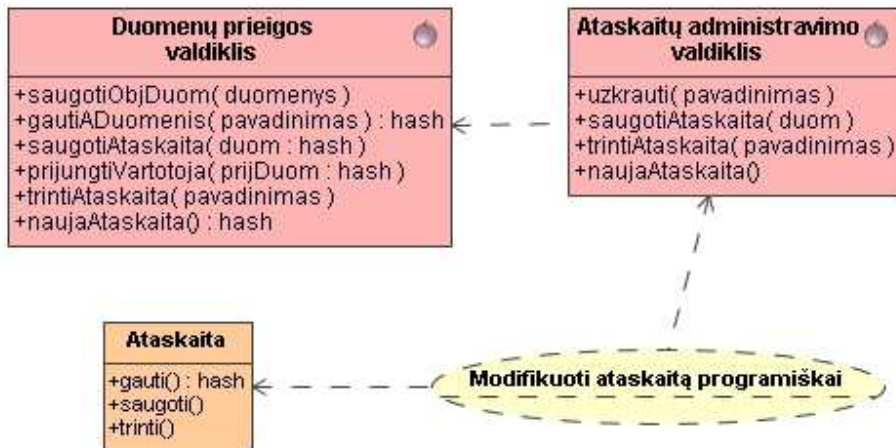 Duomenų prieigos
valdiklis
+saugotiObjDuom( duomenys )
+gautiADuomenis( pavadinimas ) : hash
+saugotiAtaskaita( duom : hash )
+prijungtiVartotoja( prijDuom : hash )
+trintiAtaskaita( pavadinimas )
+naujaAtaskaita() : hash
Ataskaitų administravimo
valdiklis
+uzkrauti( pavadinimas )
+saugotiAtaskaita( duom )
+trintiAtaskaita( pavadinimas )
+naujaAtaskaita()
Ataskaita
+gauti() : hash
+saugoti()
+trinti()
Modifikuoti ataskaitą programiškai